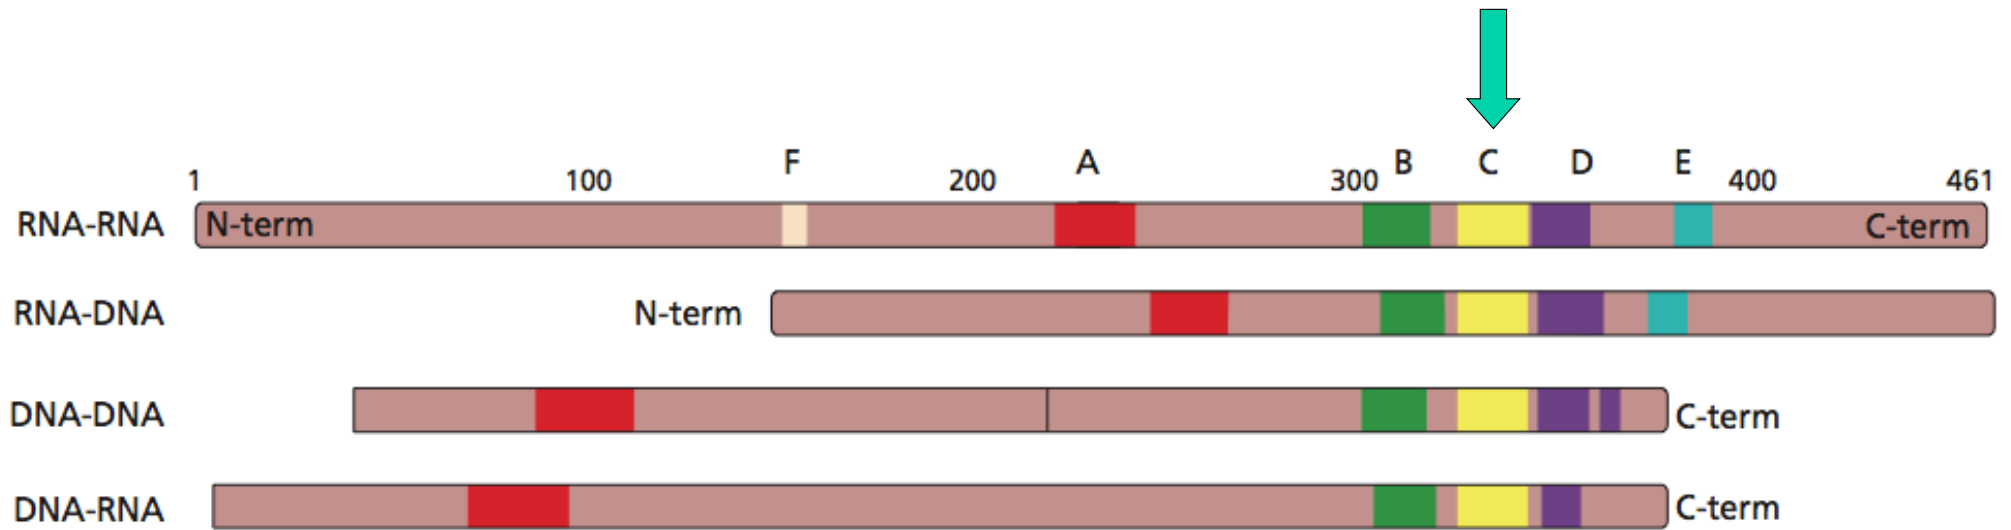 F A B C D E
1 100 200 300 400 461
RNA-RNA N-term C-term
RNA-DNA N-term
DNA-DNA C-term
DNA-RNA C-term